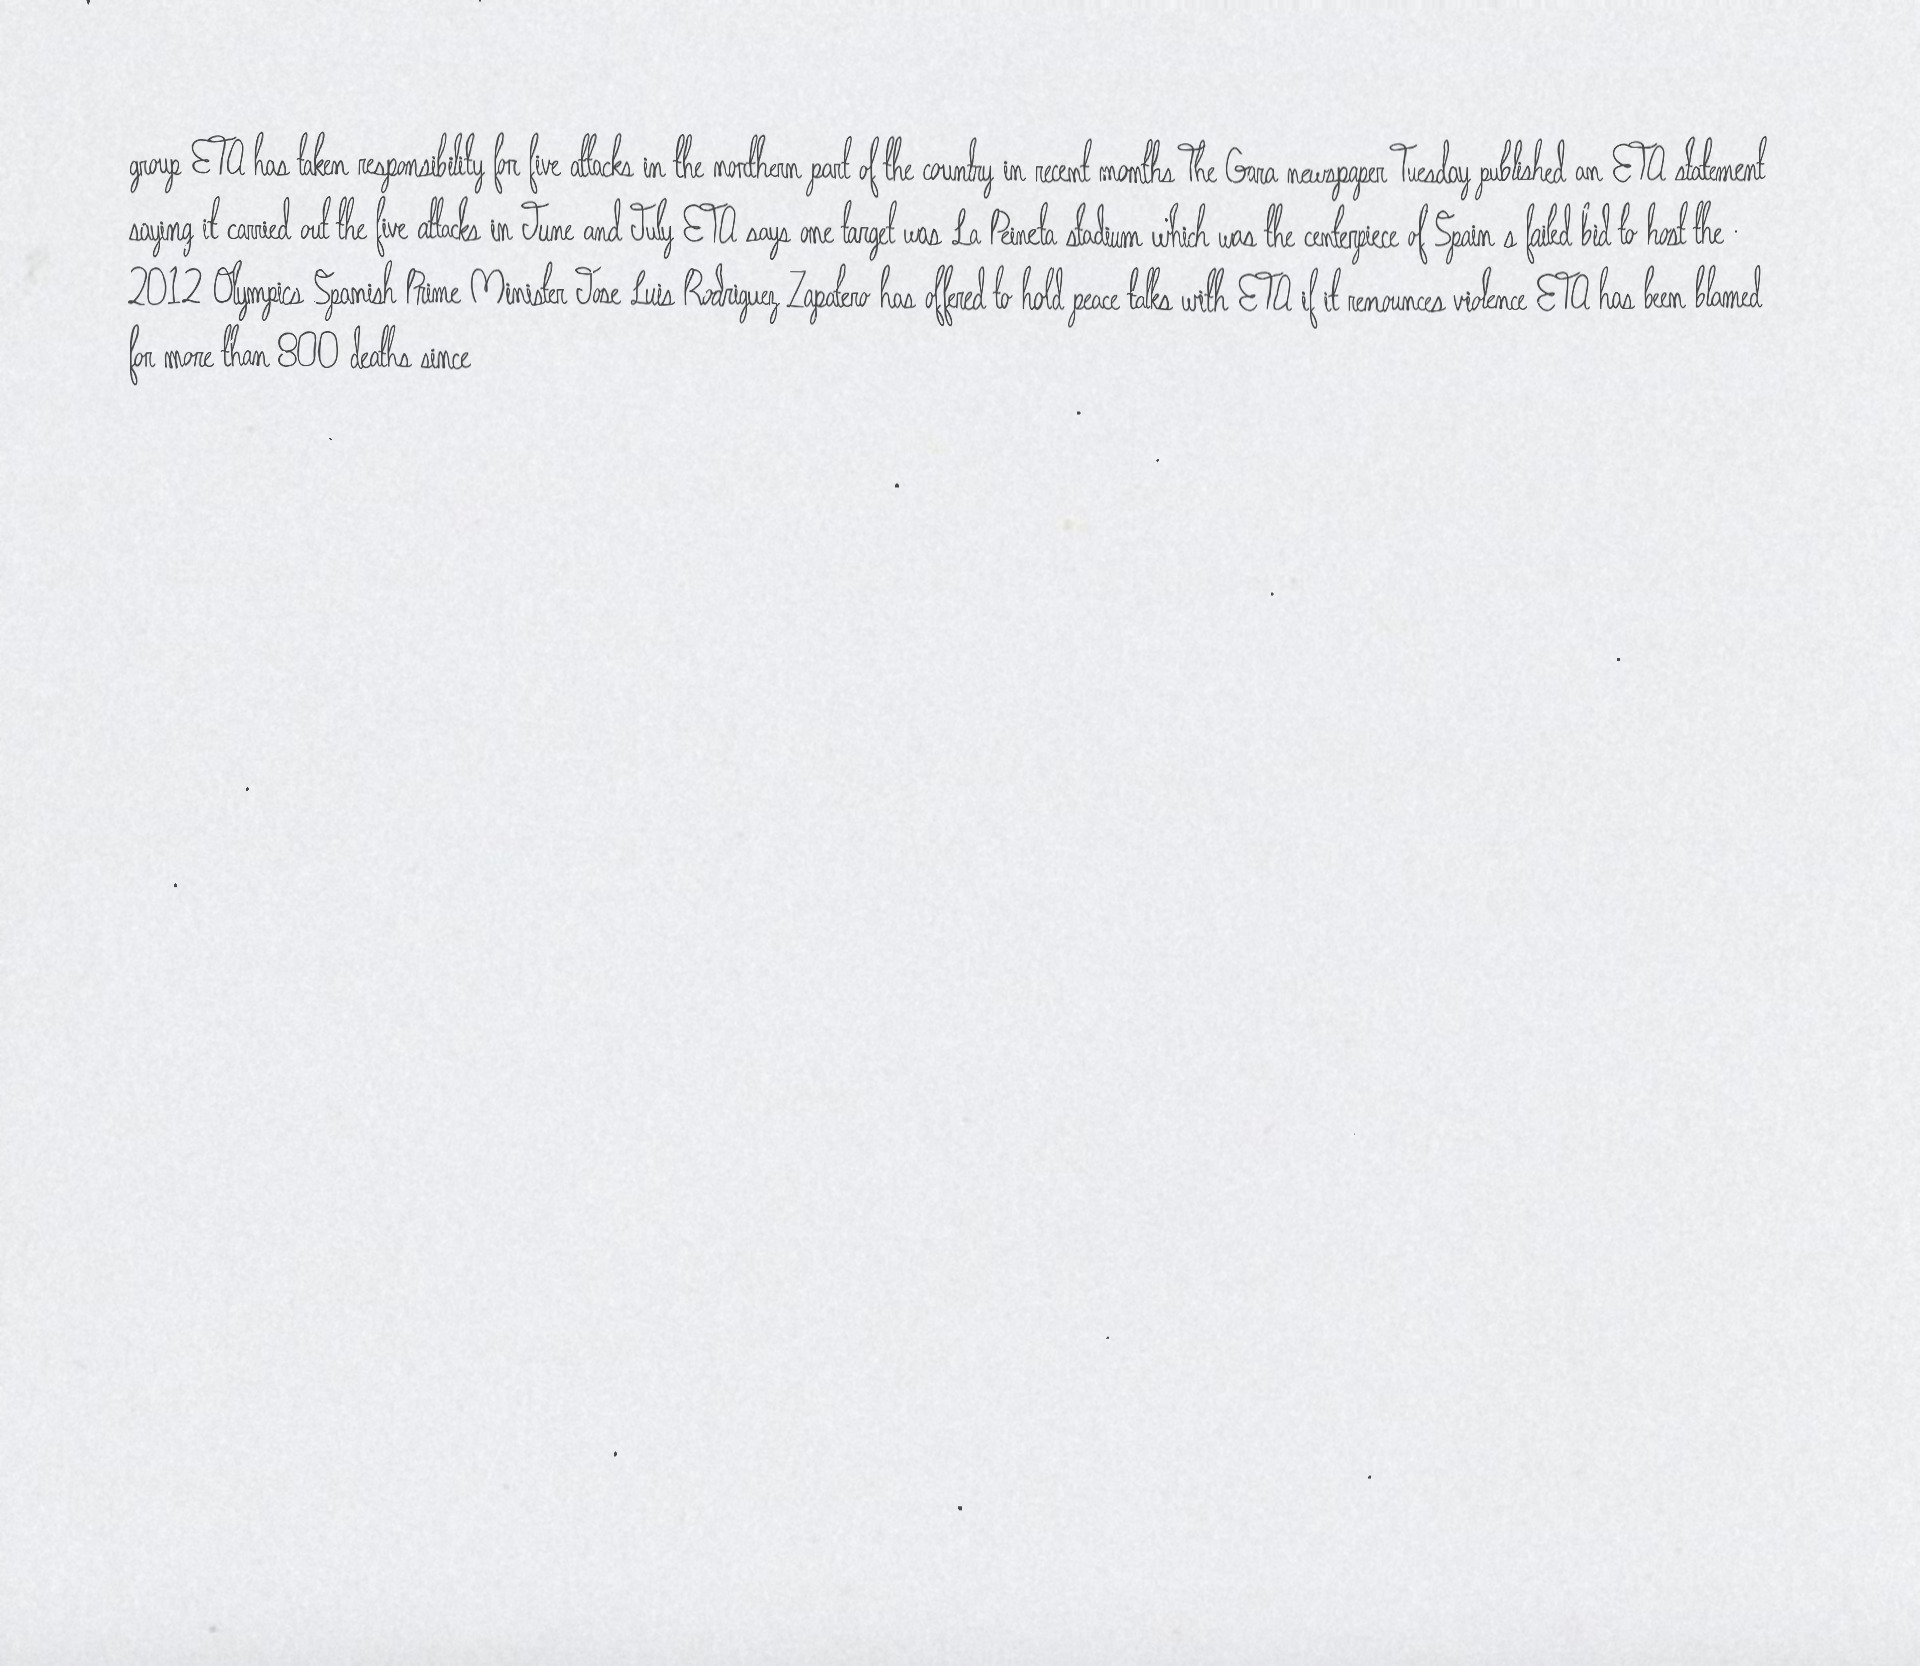 group ETA has taken responsibility for five attacks in the northern part of the country in recent months The Gara newspaper Tuesday published an ETA statement
saying it carried out the five attacks in June and July ETA says one target was La Peineta stadium which was the centerpiece of Spain s failed bid to host the
2012 Olympics Spanish Prime Minister Jose Luis Rodriguez Zapatero has offered to hold peace talks with ETA if it renounces violence ETA has been blamed
for more than 800 deaths since